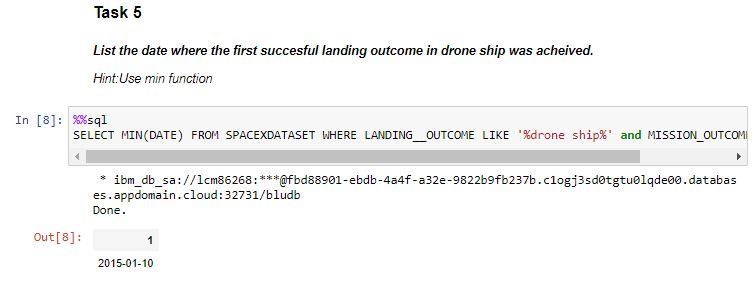 Task 5
List the date where the first succesful landing outcome in drone ship was acheived.
Hint:Use min function
In [8]: %%sql
SELECT MIN(DATE) FROM SPACEXDATASET WHERE LANDING__OUTCOME LIKE '%drone ship%' and MISSION_OUTCOM
* ibm_db_sa://lcm86268:***@fbd88901-ebdb-4a4f-a32e-9822b9fb237b.c1ogj3sd0tgtu0lqde00.databas
es.appdomain.cloud:32731/bludb
Done.
Out[8]: 1
2015-01-10